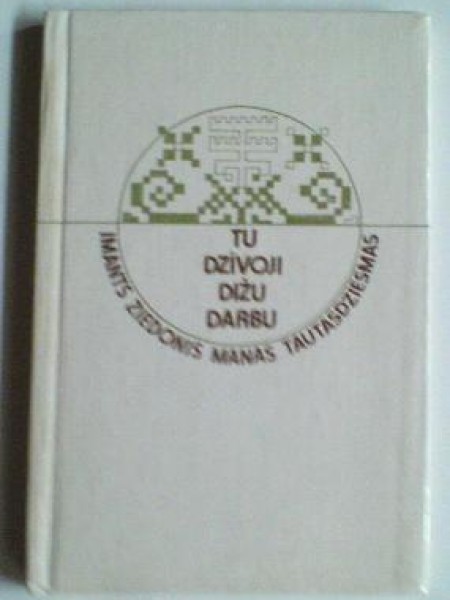 TU
DZĪVOJI
DIŽU
DARBU
IMANTS ZIEDONIS MANAS TAUTASDZIESMAS